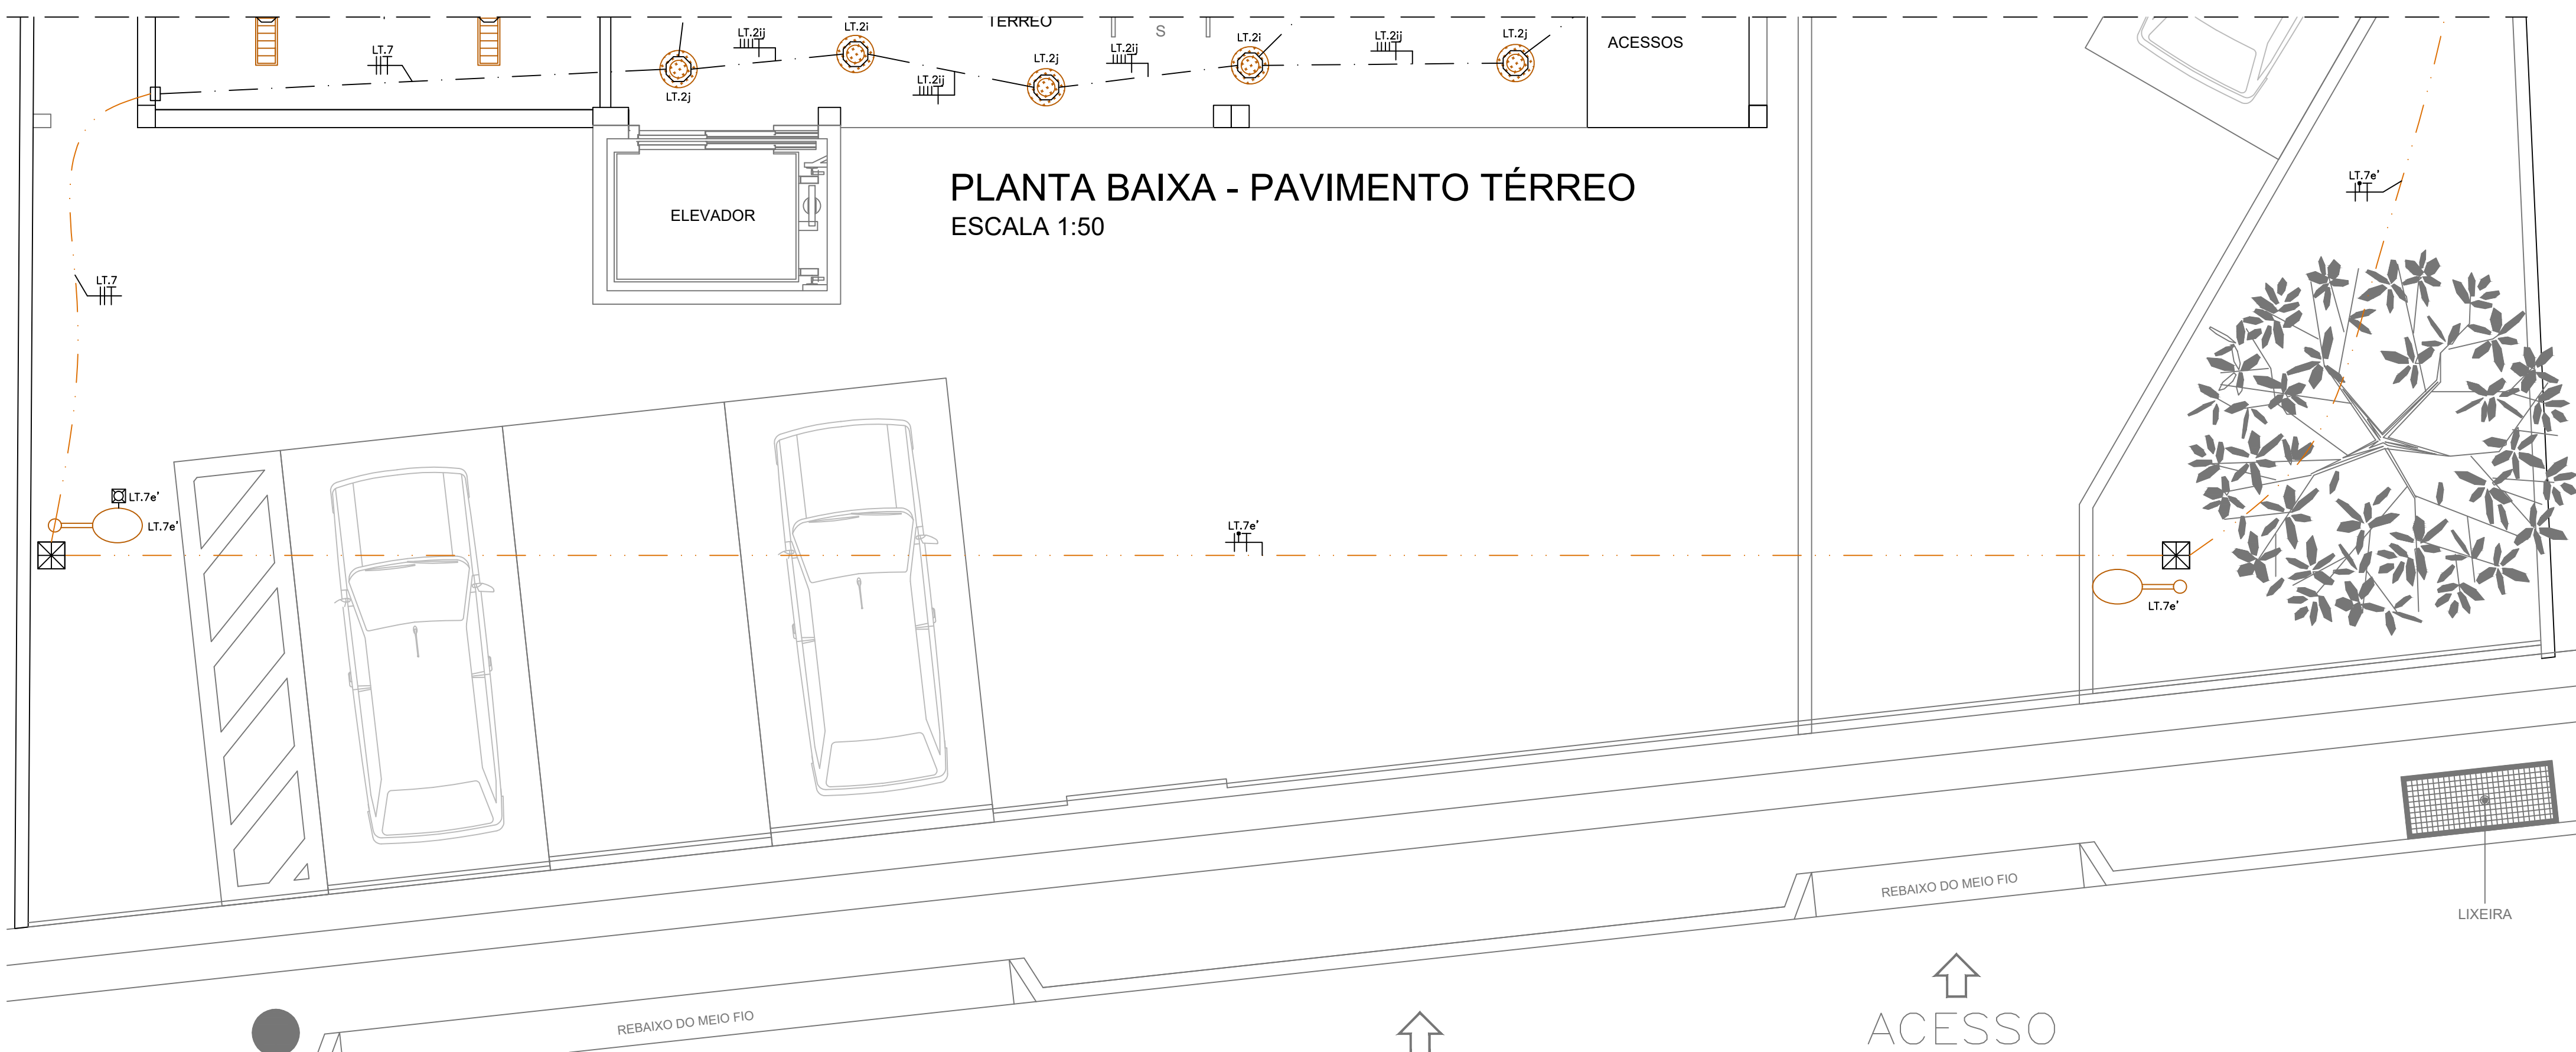 TÉRREO
S
LT.7
LT.2ij
LT.2i
LT.2j
LT.2ij
LT.2i
LT.2ij
LT.2j
ACESSOS
LT.2j
LT.2ij
PLANTA BAIXA - PAVIMENTO TÉRREO
ESCALA 1:50
ELEVADOR
LT.7e'
LT.7
LT.7e'
LT.7e'
LT.7e'
LT.7e'
REBAIXO DO MEIO FIO
LIXEIRA
REBAIXO DO MEIO FIO
ACESSO